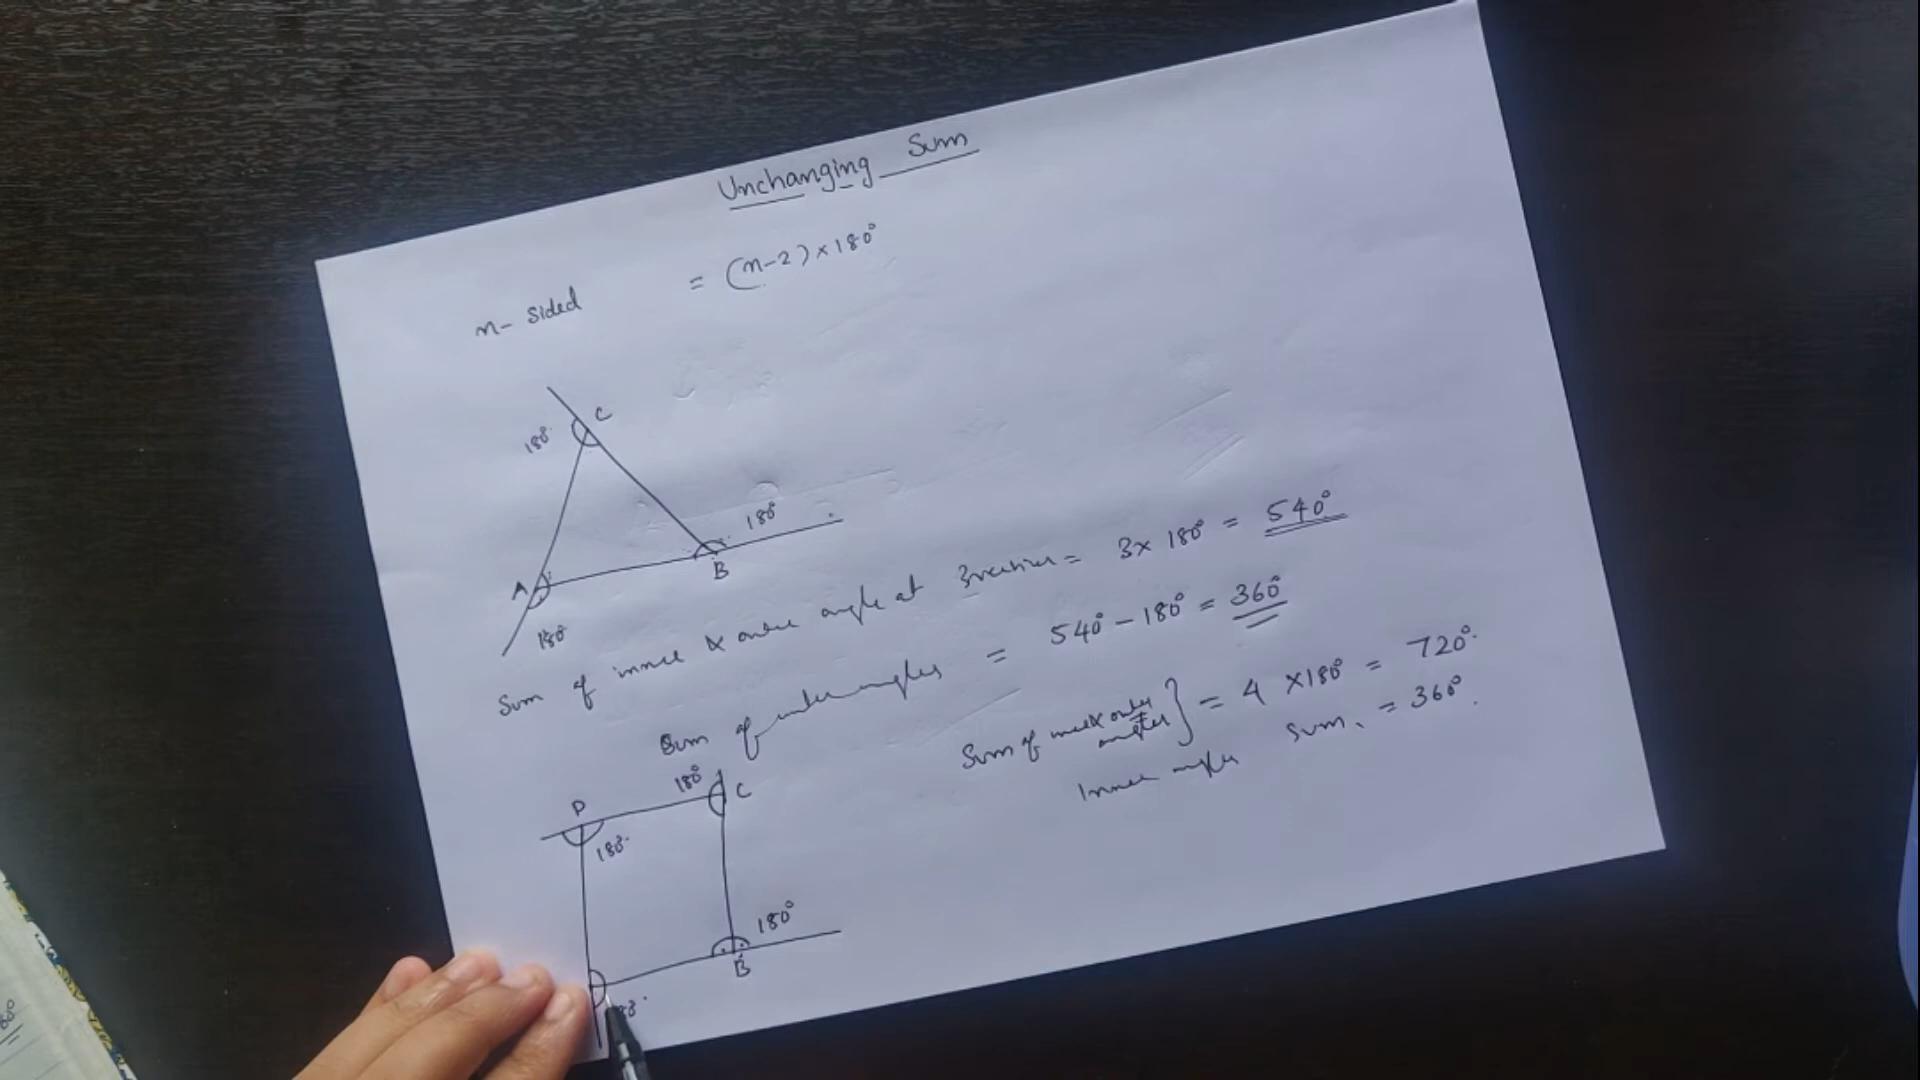 Unchanging Sum
n- sided = (n-2)×180°
C
180°
180°
A
B
180°
Sum of inner & outer angle at 3 vertices = 3× 180° = 540°
Sum of outer angles = 540° - 180° = 360°
Sum of inner & outer angles } = 4 ×180° = 720°
Inner angles sum = 360°
D
180°
C
180°
180°
B